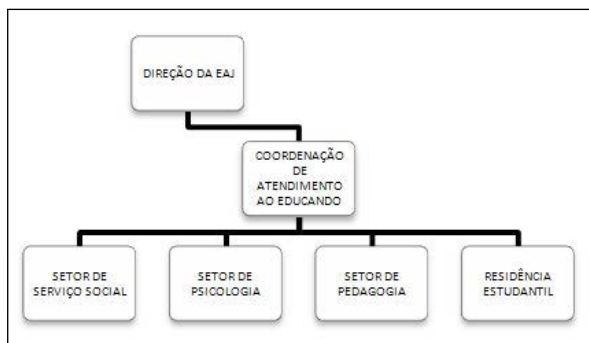 DIREÇÃO DA EAJ
COORDENAÇÃO
DE
ATENDIMENTO
AO EDUCANDO
SETOR DE
SERVIÇO SOCIAL
SETOR DE
PSICOLOGIA
SETOR DE
PEDAGOGIA
RESIDÊNCIA
ESTUDANTIL